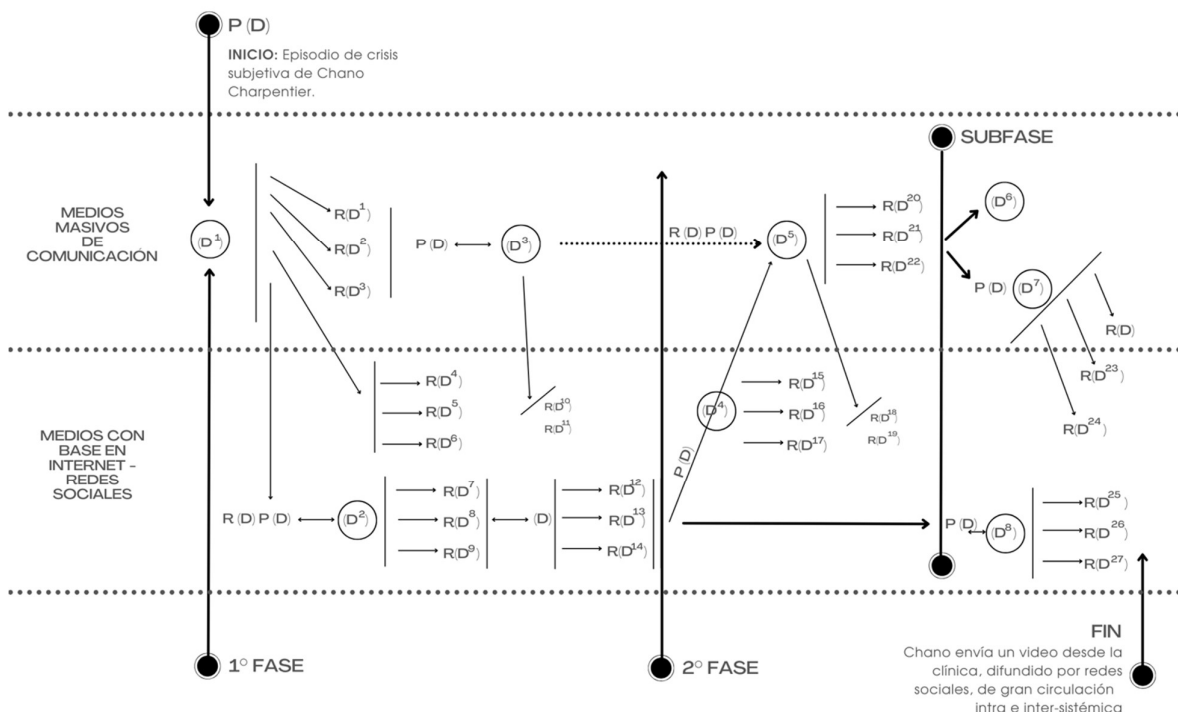 P (D)
INICIO: Episodio de crisis
subjetiva de Chano
Charpentier.
SUBFASE
MEDIOS
MASIVOS
DE
COMUNICACIÓN
(D¹)
R(D¹)
R(D²)
R(D³)
P (D)
(D³)
R (D) P (D)
(D⁵)
R(D²⁰)
R(D²¹)
R(D²²)
(D⁶)
P (D)
(D⁷)
R(D)
R(D²³)
R(D²⁴)
MEDIOS CON
BASE EN
INTERNET -
REDES
SOCIALES
R(D⁴)
R(D⁵)
R(D⁶)
R(D¹⁰)
R(D¹¹)
(D⁴)
P (D)
R(D¹⁵)
R(D¹⁶)
R(D¹⁷)
R(D¹⁸)
R(D¹⁹)
R (D) P (D)
(D²)
R(D⁷)
R(D⁸)
R(D⁹)
(D)
R(D¹²)
R(D¹³)
R(D¹⁴)
P (D)
(D⁸)
R(D²⁵)
R(D²⁶)
R(D²⁷)
1° FASE
2° FASE
FIN
Chano envía un video desde la
clínica, difundido por redes
sociales, de gran circulación
intra e inter-sistémica